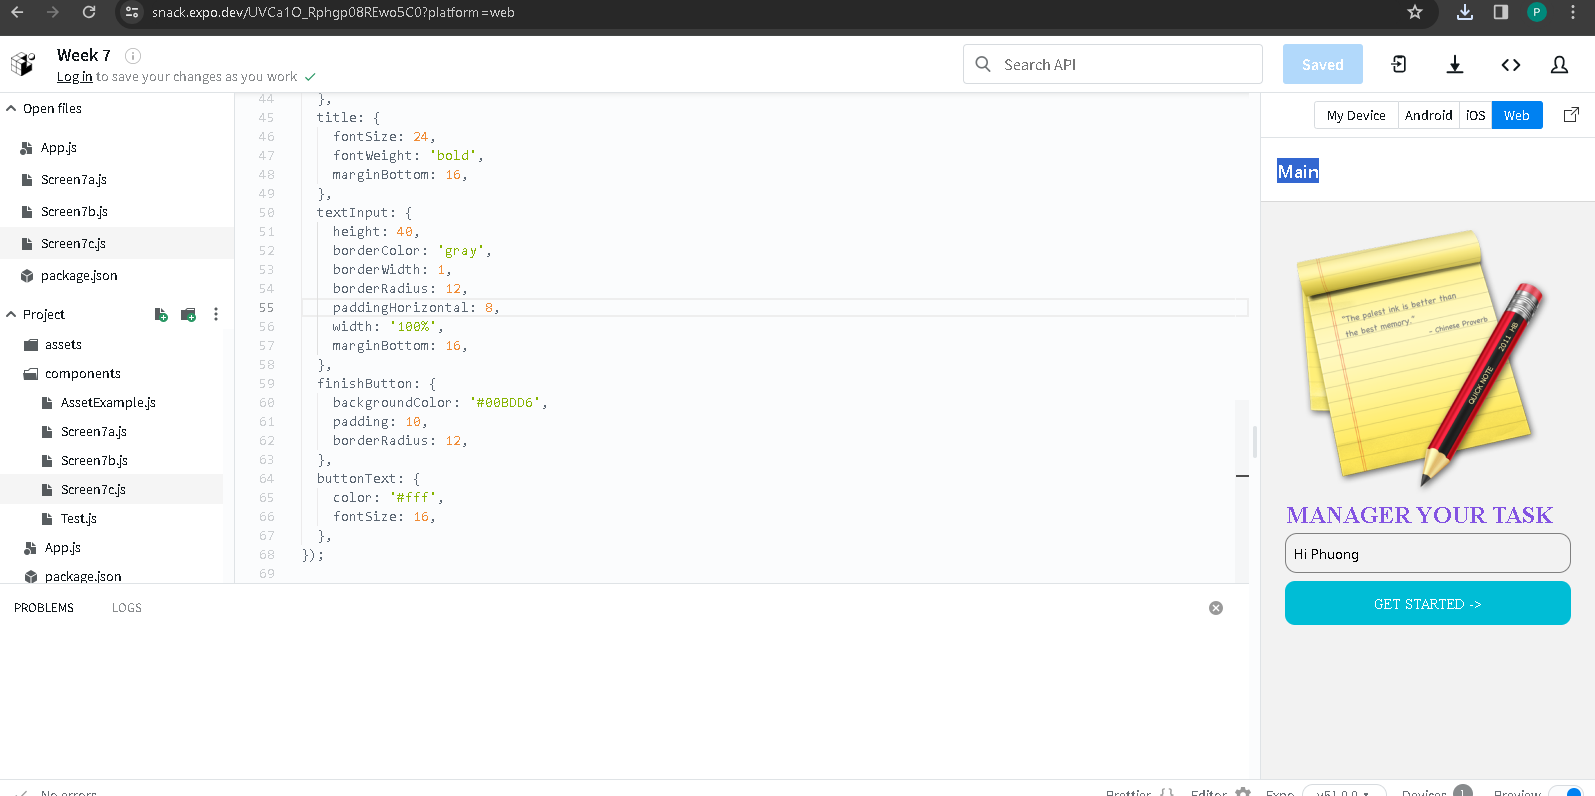 snack.expo.dev/UVCa1O_Rphgp08REwo5C0?platform=web
P
Week 7
Log in to save your changes as you work
Search API
Saved
Open files
App.js
Screen7a.js
Screen7b.js
Screen7c.js
package.json
Project
assets
components
AssetExample.js
Screen7a.js
Screen7b.js
Screen7c.js
Test.js
App.js
package.json
44 },
45 title: {
46 fontSize: 24,
47 fontWeight: 'bold',
48 marginBottom: 16,
49 },
50 textInput: {
51 height: 40,
52 borderColor: 'gray',
53 borderWidth: 1,
54 borderRadius: 12,
55 paddingHorizontal: 8,
56 width: '100%',
57 marginBottom: 16,
58 },
59 finishButton: {
60 backgroundColor: '#00BDD6',
61 padding: 10,
62 borderRadius: 12,
63 },
64 buttonText: {
65 color: '#fff',
66 fontSize: 16,
67 },
68 });
69
My Device Android iOS Web
Main
"The palest ink is better than
the best memory."
- Chinese Proverb
2011 HB
QUICK NOTE
MANAGER YOUR TASK
Hi Phuong
GET STARTED ->
PROBLEMS LOGS
No errors
Prettier { } Editor Expo v51.0.0 Devices 1 Preview